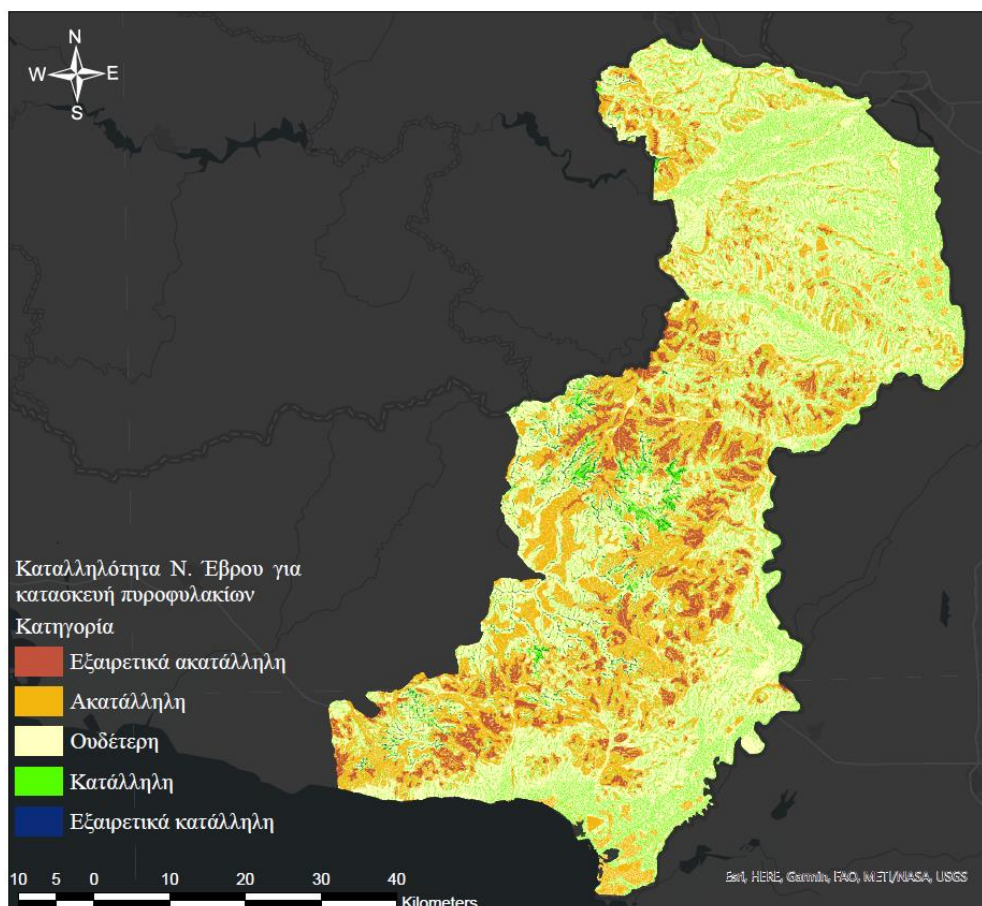 N
W E
S
Καταλληλότητα Ν. Έβρου για
κατασκευή πυροφυλακίων
Κατηγορία
Εξαιρετικά ακατάλληλη
Ακατάλληλη
Ουδέτερη
Κατάλληλη
Εξαιρετικά κατάλληλη
10 5 0 10 20 30 40
Kilometers
Esri, HERE, Garmin, FAO, METI/NASA, USGS